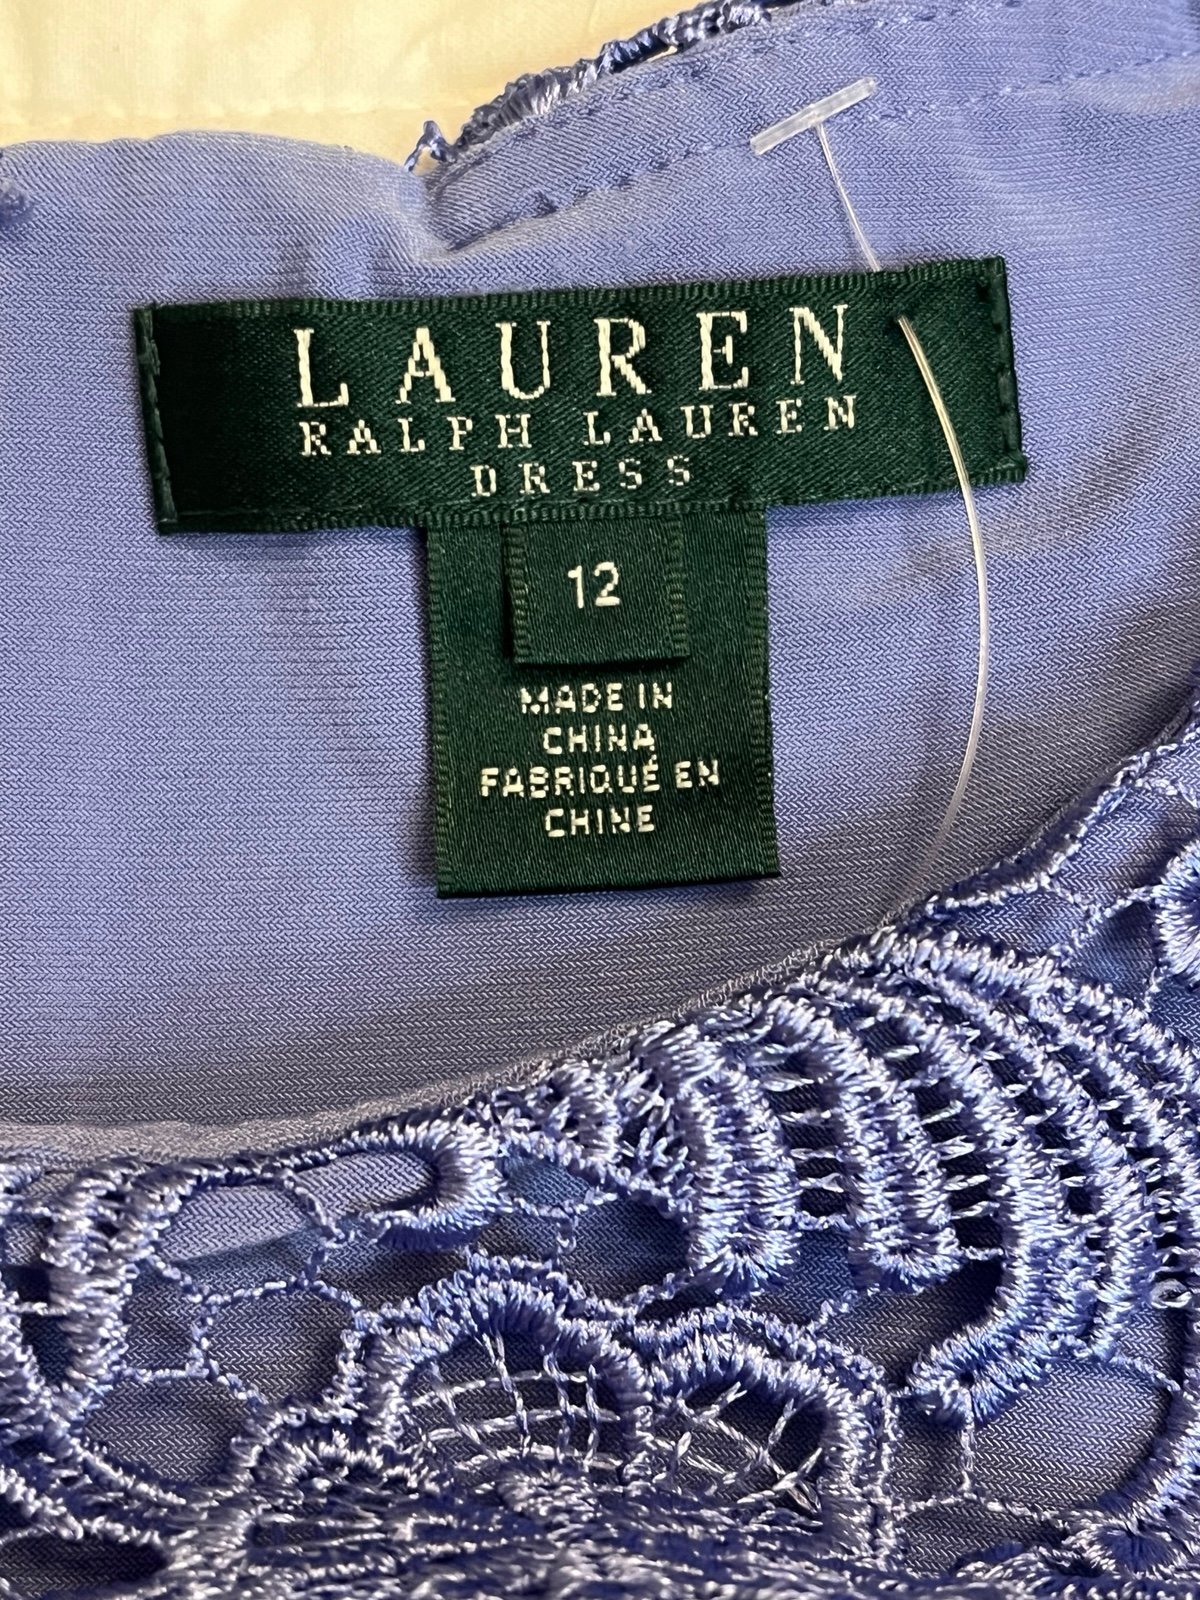 LAUREN
RALPH LAUREN
DRESS
12
MADE IN
CHINA
FABRIQUÉ EN
CHINE